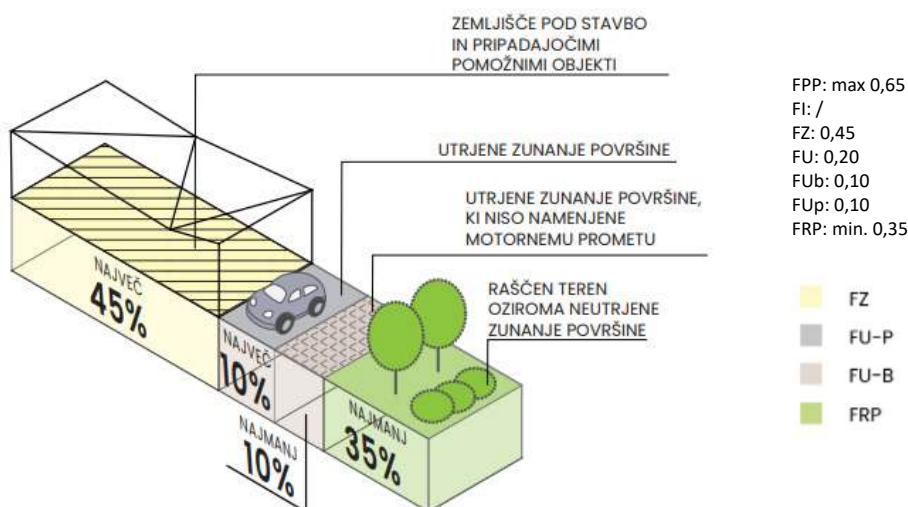 ZEMLJIŠČE POD STAVBO
IN PRIPADAJOČIMI
POMOŽNIMI OBJEKTI
UTRJENE ZUNANJE POVRŠINE
UTRJENE ZUNANJE POVRŠINE,
KI NISO NAMENJENE
MOTORNEMU PROMETU
RAŠČEN TEREN
OZIROMA NEUTRJENE
ZUNANJE POVRŠINE
NAJVEČ
45%
NAJVEČ
10%
NAJMANJ
10%
NAJMANJ
35%
FPP: max 0,65
FI: /
FZ: 0,45
FU: 0,20
FUb: 0,10
FUp: 0,10
FRP: min. 0,35
FZ
FU-P
FU-B
FRP